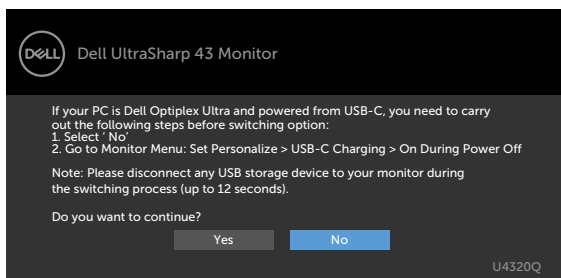 DELL Dell UltraSharp 43 Monitor
If your PC is Dell Optiplex Ultra and powered from USB-C, you need to carry
out the following steps before switching option:
1. Select ‘ No’
2. Go to Monitor Menu: Set Personalize > USB-C Charging > On During Power Off
Note: Please disconnect any USB storage device to your monitor during
the switching process (up to 12 seconds).
Do you want to continue?
Yes No
U4320Q